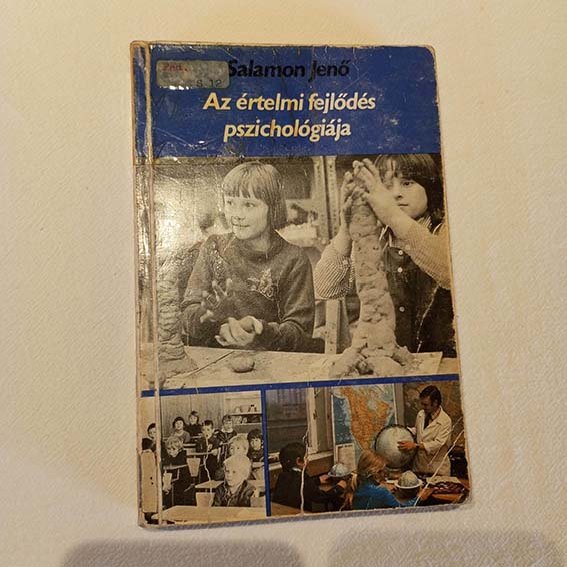 Salamon Jenő
Az értelmi fejlődés
pszichológiája